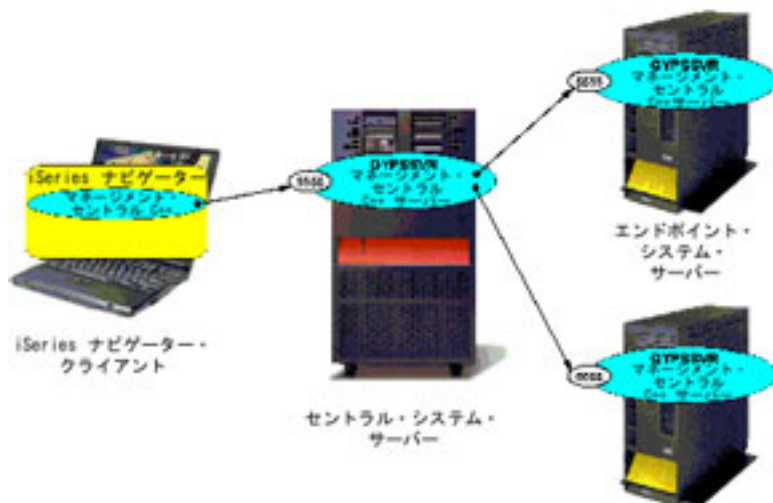 iSeries ナビゲーター
マネージメント・
セントラル C++
iSeries ナビゲーター・
クライアント
QYPSSVR
マネージメント・
セントラル
C++ サーバー
セントラル・システム・
サーバー
QYPSSVR
マネージメント・
セントラル
C++サーバー
エンドポイント・
システム・
サーバー
QYPSSVR
マネージメント・
セントラル
C++ サーバー